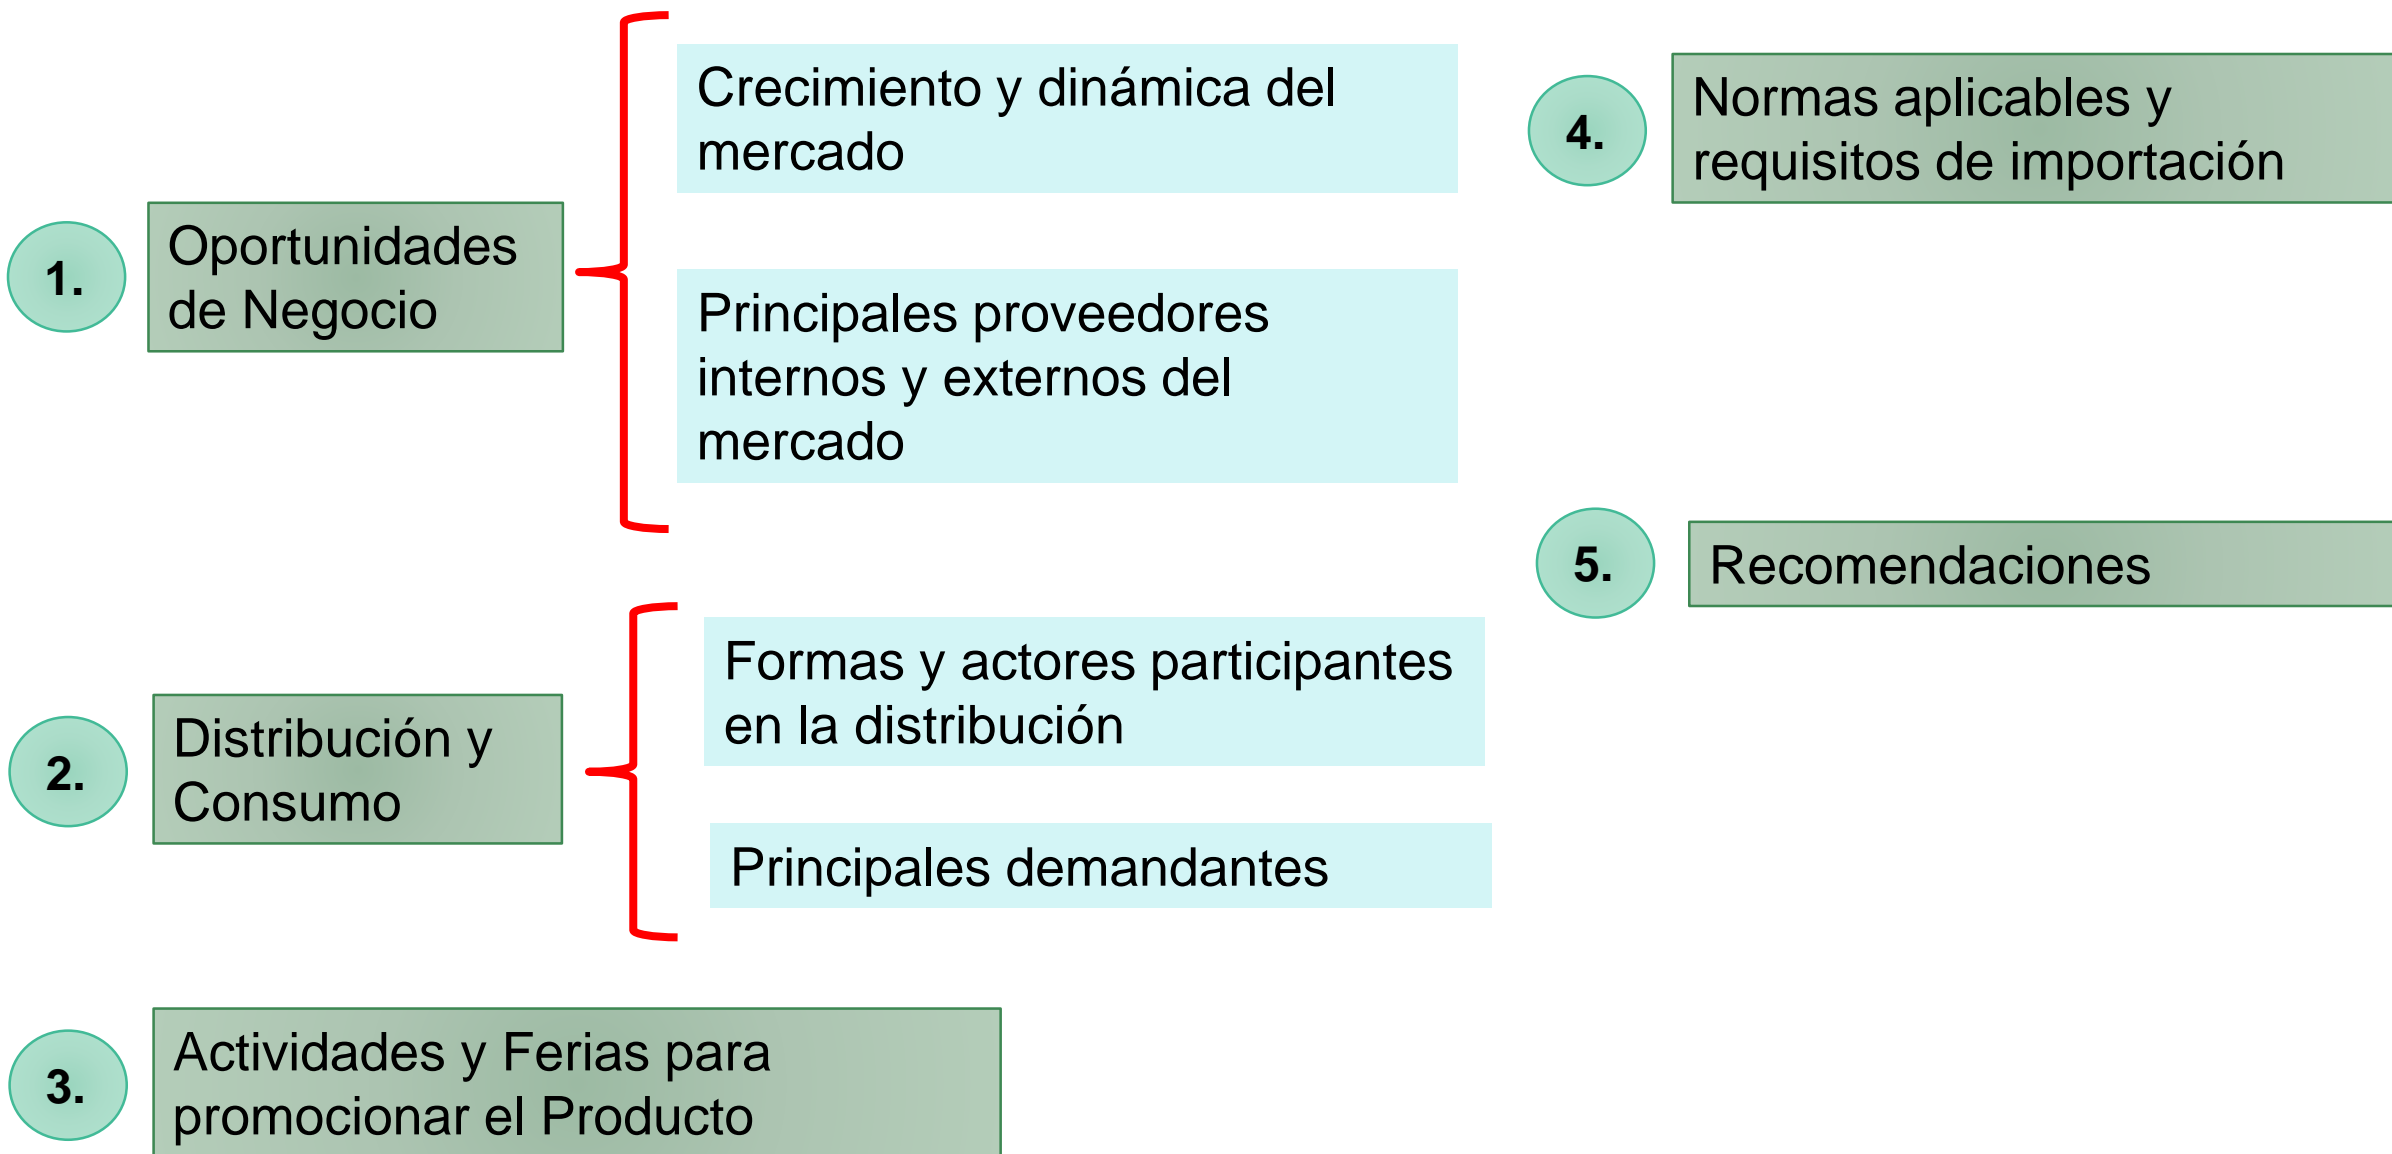 1.
Oportunidades
de Negocio
Crecimiento y dinámica del
mercado
Principales proveedores
internos y externos del
mercado
2.
Distribución y
Consumo
Formas y actores participantes
en la distribución
Principales demandantes
3.
Actividades y Ferias para
promocionar el Producto
4.
Normas aplicables y
requisitos de importación
5.
Recomendaciones